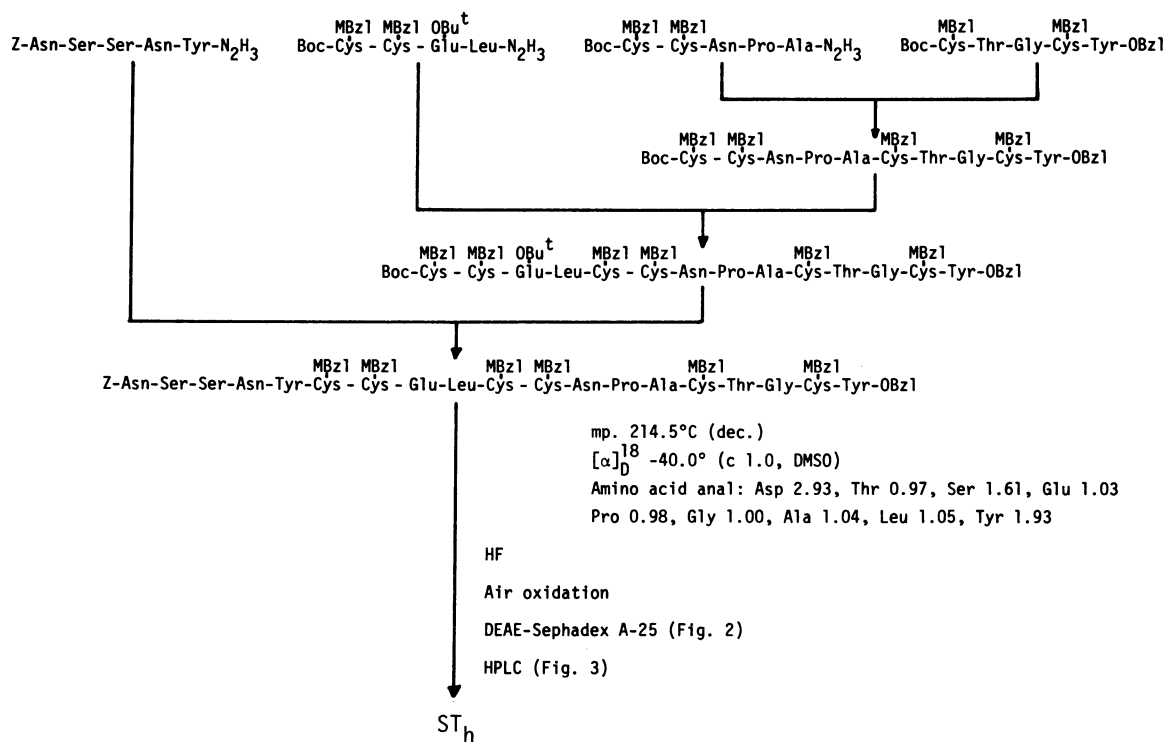 MBzl MBzl OBu^t MBzl MBzl MBzl MBzl
Z-Asn-Ser-Ser-Asn-Tyr-N2H3 Boc-Cys - Cys - Glu-Leu-N2H3 Boc-Cys - Cys-Asn-Pro-Ala-N2H3 Boc-Cys-Thr-Gly-Cys-Tyr-OBzl
MBzl MBzl MBzl MBzl
Boc-Cys - Cys-Asn-Pro-Ala-Cys-Thr-Gly-Cys-Tyr-OBzl
MBzl MBzl OBu^t MBzl MBzl MBzl MBzl
Boc-Cys - Cys - Glu-Leu-Cys - Cys-Asn-Pro-Ala-Cys-Thr-Gly-Cys-Tyr-OBzl
MBzl MBzl MBzl MBzl MBzl MBzl
Z-Asn-Ser-Ser-Asn-Tyr-Cys - Cys - Glu-Leu-Cys - Cys-Asn-Pro-Ala-Cys-Thr-Gly-Cys-Tyr-OBzl
mp. 214.5°C (dec.)
[α]D18 -40.0° (c 1.0, DMSO)
Amino acid anal: Asp 2.93, Thr 0.97, Ser 1.61, Glu 1.03
Pro 0.98, Gly 1.00, Ala 1.04, Leu 1.05, Tyr 1.93
HF
Air oxidation
DEAE-Sephadex A-25 (Fig. 2)
HPLC (Fig. 3)
STh